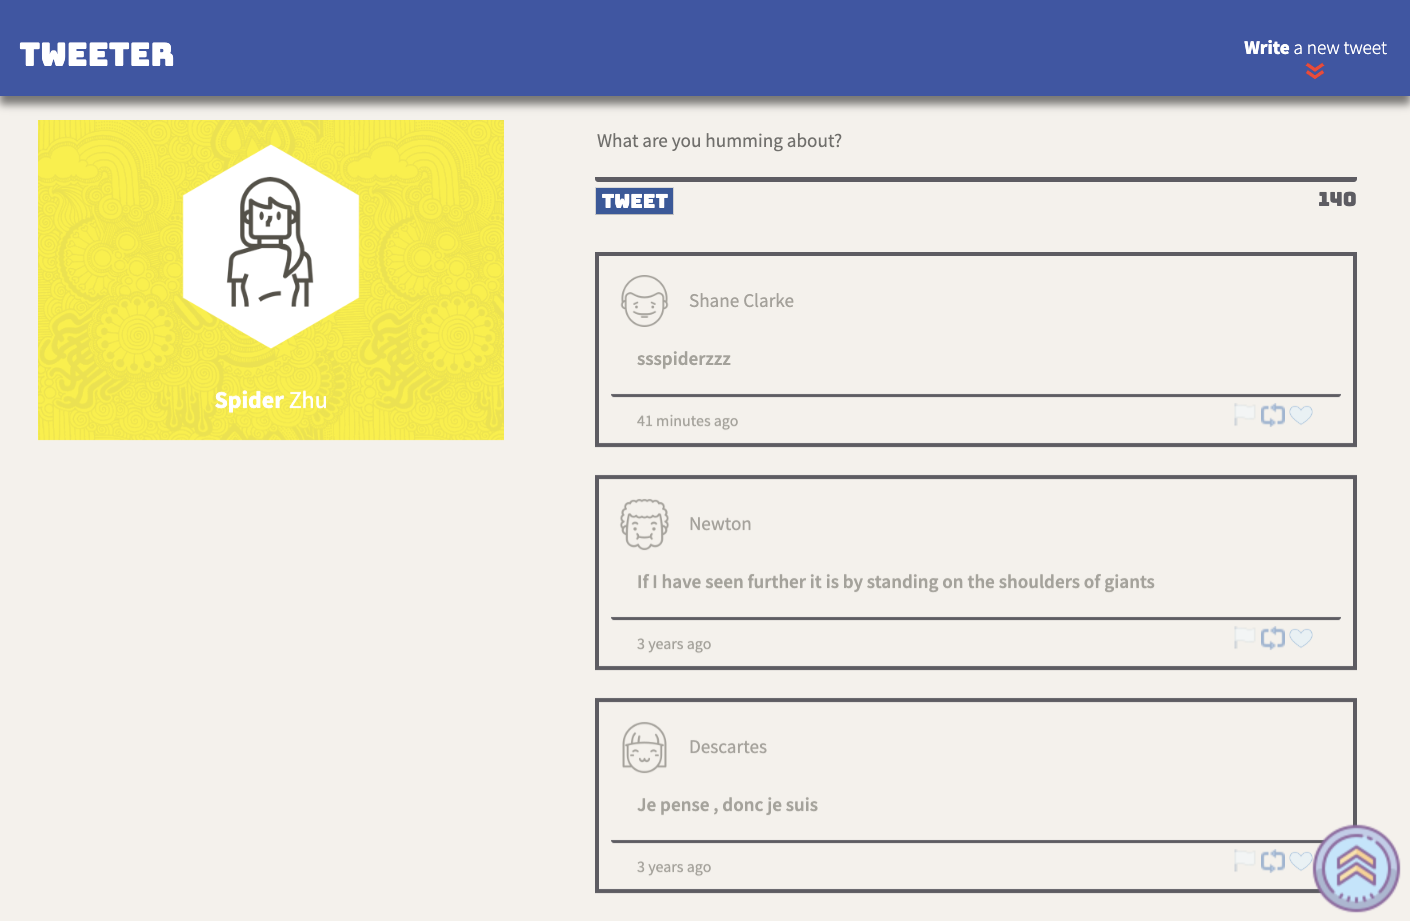 TWEETER
Write a new tweet
Spider Zhu
What are you humming about?
TWEET
140
Shane Clarke
ssspiderzzz
41 minutes ago
Newton
If I have seen further it is by standing on the shoulders of giants
3 years ago
Descartes
Je pense , donc je suis
3 years ago